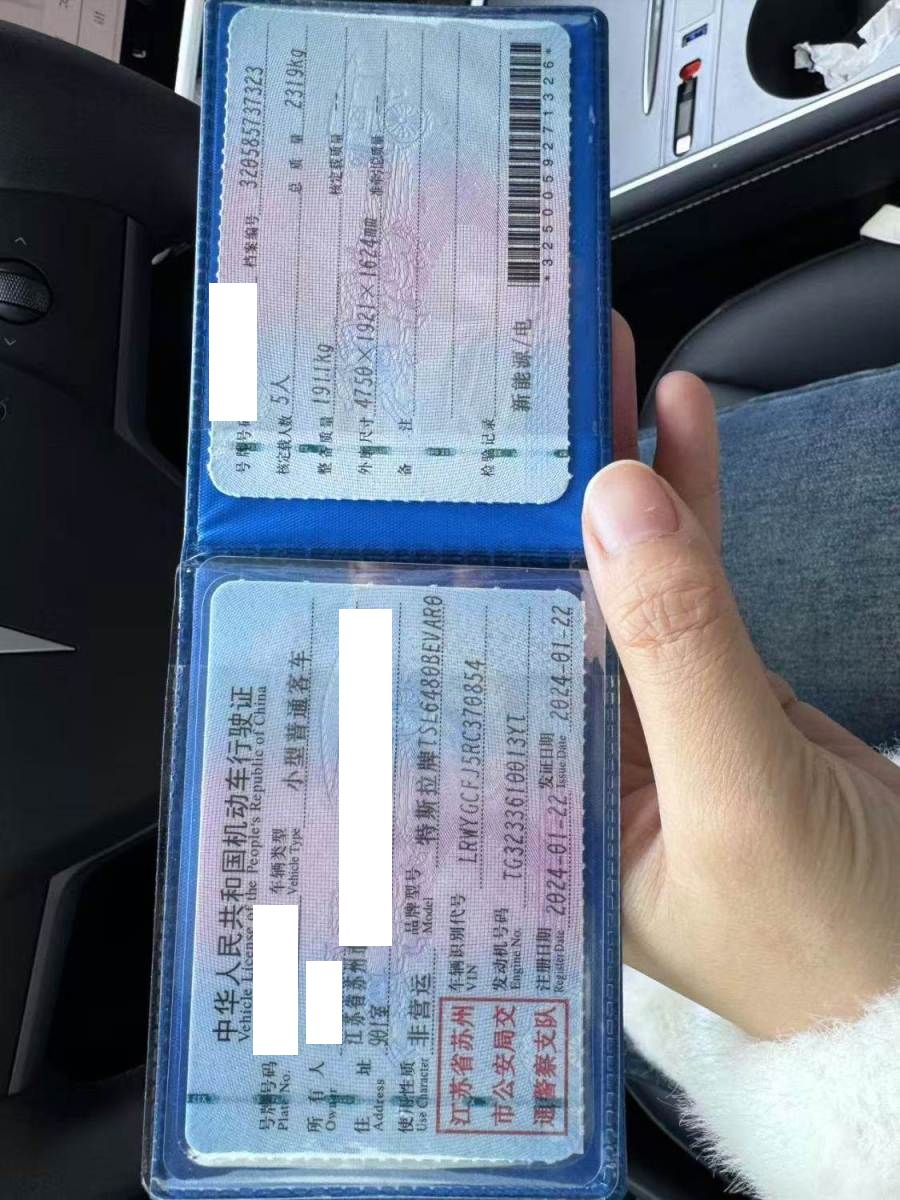 中华人民共和国机动车行驶证
Vehicle License of the People's Republic of China
号牌号码
Plate No.
车辆类型
Vehicle Type
小型普通客车
所有人
Owner
住址
Address
江苏省苏州市
901室
使用性质
Use Character
非营运
品牌型号
Model
特斯拉牌TSL6480BEVAR0
江苏省苏州
市公安局交
通警察支队
车辆识别代号
VIN
LRWYGCFJ5RC370854
发动机号码
Engine No.
TG3233610013YL
注册日期
Register Date
2024-01-22
发证日期
Issue Date
2024-01-22
号牌号码
档案编号 320585737323
核定载人数 5人
总质量 2319kg
整备质量 1911kg
核定载质量 --
外廓尺寸 4750×1921×1624mm
准牵引总质量 --
备注
检验记录
新能源/电
*3250059271326*